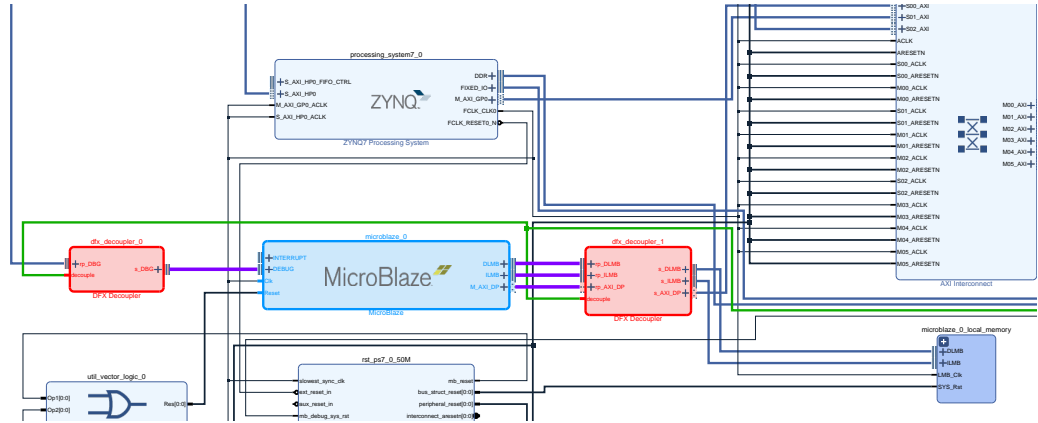 S00_AXI
S01_AXI
S02_AXI
ACLK
ARESETN
S00_ACLK
S00_ARESETN
M00_ACLK
M00_ARESETN
S01_ACLK
S01_ARESETN
M01_ACLK
M01_ARESETN
M02_ACLK
M02_ARESETN
S02_ACLK
S02_ARESETN
M03_ACLK
M03_ARESETN
M04_ACLK
M04_ARESETN
M05_ACLK
M05_ARESETN
M00_AXI
M01_AXI
M02_AXI
M03_AXI
M04_AXI
M05_AXI
AXI Interconnect
processing_system7_0
S_AXI_HP0_FIFO_CTRL
S_AXI_HP0
M_AXI_GP0_ACLK
S_AXI_HP0_ACLK
ZYNQ
DDR
FIXED_IO
M_AXI_GP0
FCLK_CLK0
FCLK_RESET0_N
ZYNQ7 Processing System
dfx_decoupler_0
rp_DBG
decouple
s_DBG
DFX Decoupler
microblaze_0
INTERRUPT
DEBUG
Clk
Reset
MicroBlaze
DLMB
ILMB
M_AXI_DP
MicroBlaze
dfx_decoupler_1
rp_DLMB
rp_ILMB
rp_AXI_DP
decouple
s_DLMB
s_ILMB
s_AXI_DP
DFX Decoupler
microblaze_0_local_memory
DLMB
ILMB
LMB_Clk
SYS_Rst
util_vector_logic_0
Op1[0:0]
Op2[0:0]
Res[0:0]
rst_ps7_0_50M
slowest_sync_clk
ext_reset_in
aux_reset_in
mb_debug_sys_rst
mb_reset
bus_struct_reset[0:0]
peripheral_reset[0:0]
interconnect_aresetn[0:0]